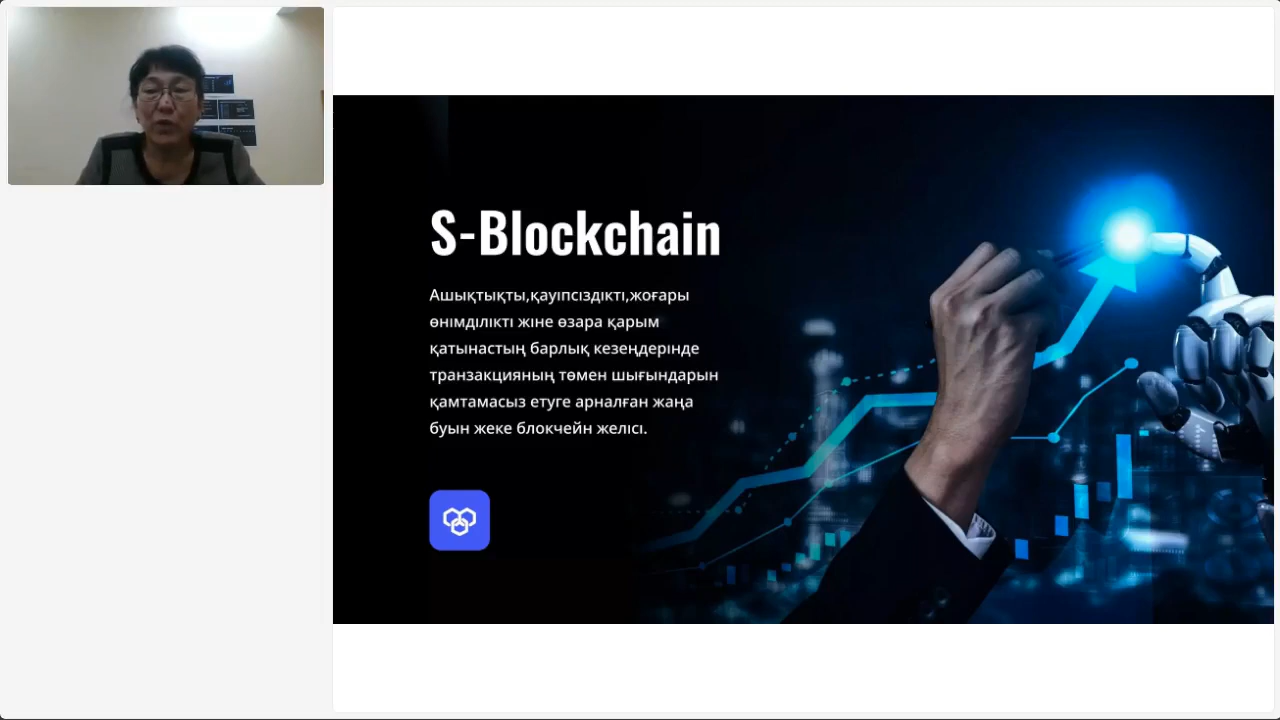 S-Blockchain
Ашықтықты,қауіпсіздікті,жоғары
өнімділікті жіне өзара қарым
қатынастың барлық кезеңдерінде
транзакцияның төмен шығындарын
қамтамасыз етуге арналған жаңа
буын жеке блокчейн желісі.